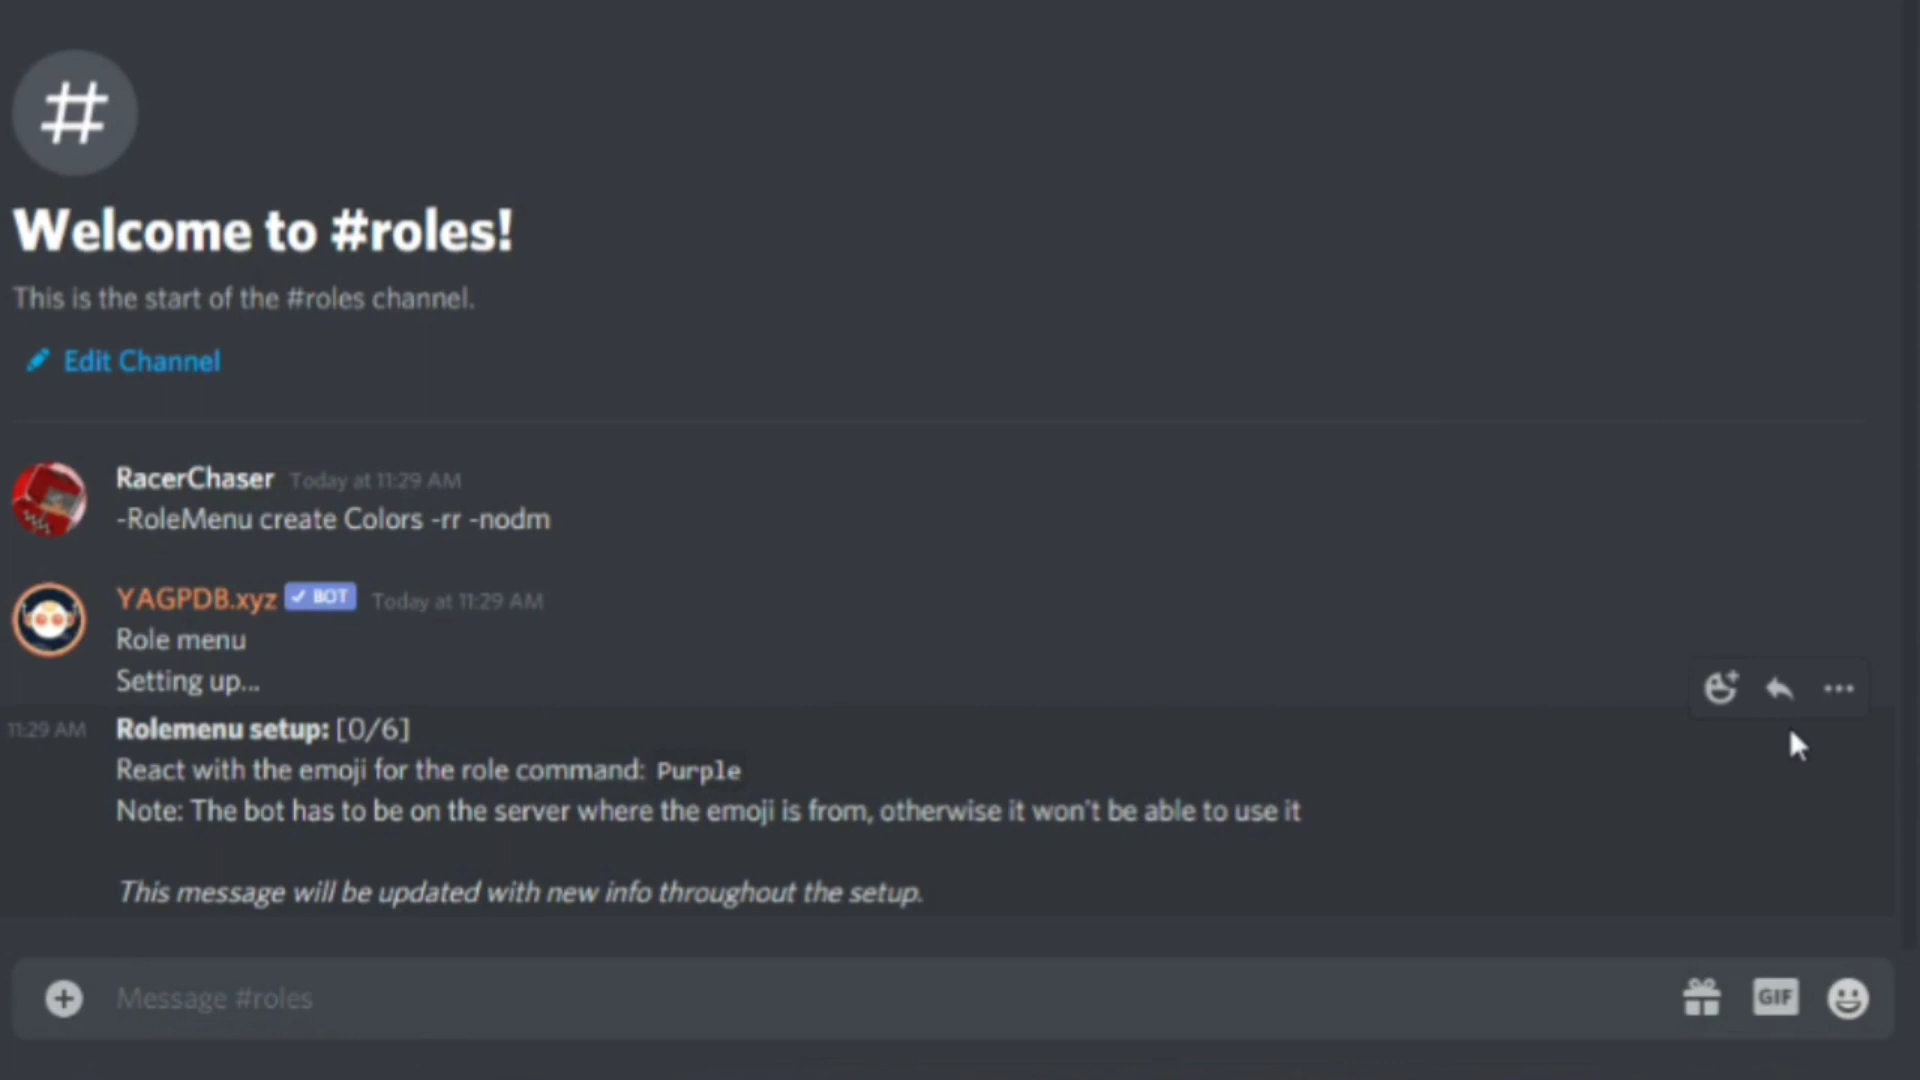 #
Welcome to #roles!
This is the start of the #roles channel.
Edit Channel
RacerChaser Today at 11:29 AM
-RoleMenu create Colors -rr -nodm
YAGPDB.xyz ✓ BOT Today at 11:29 AM
Role menu
Setting up...
11:29 AM Rolemenu setup: [0/6]
React with the emoji for the role command: Purple
Note: The bot has to be on the server where the emoji is from, otherwise it won't be able to use it
This message will be updated with new info throughout the setup.
Message #roles GIF